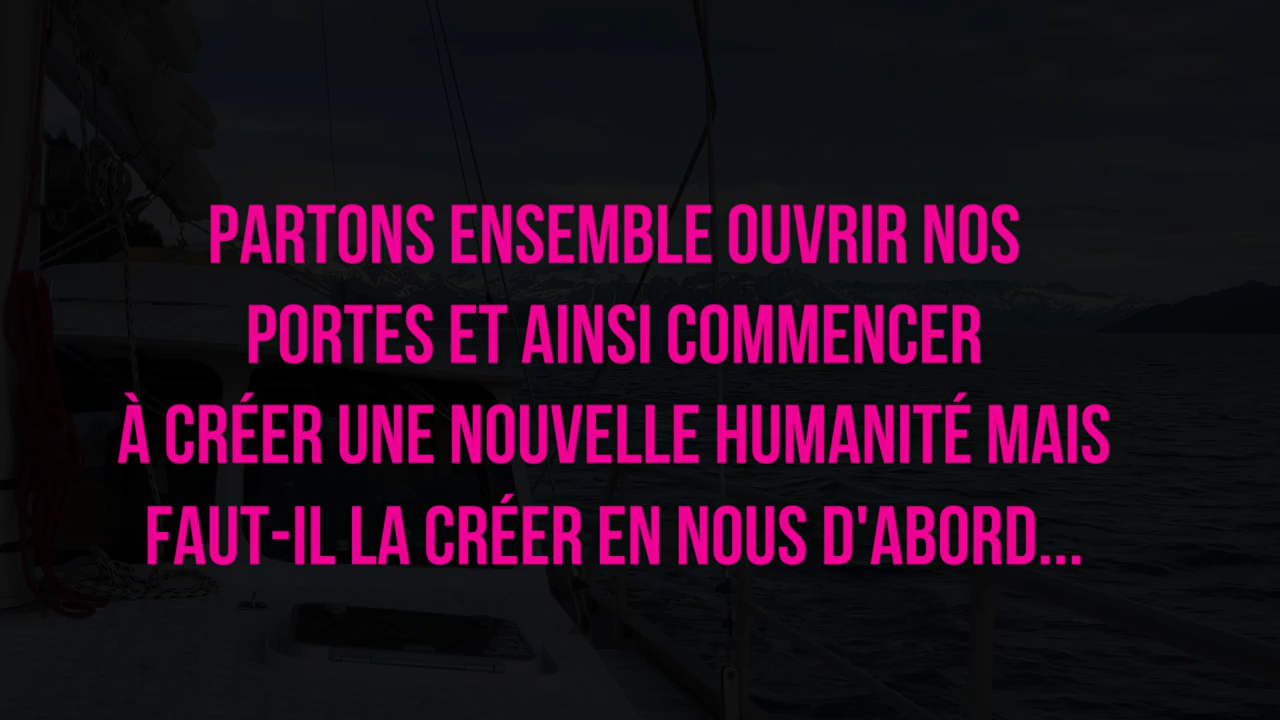 PARTONS ENSEMBLE OUVRIR NOS
PORTES ET AINSI COMMENCER
À CRÉER UNE NOUVELLE HUMANITÉ MAIS
FAUT-IL LA CRÉER EN NOUS D'ABORD...